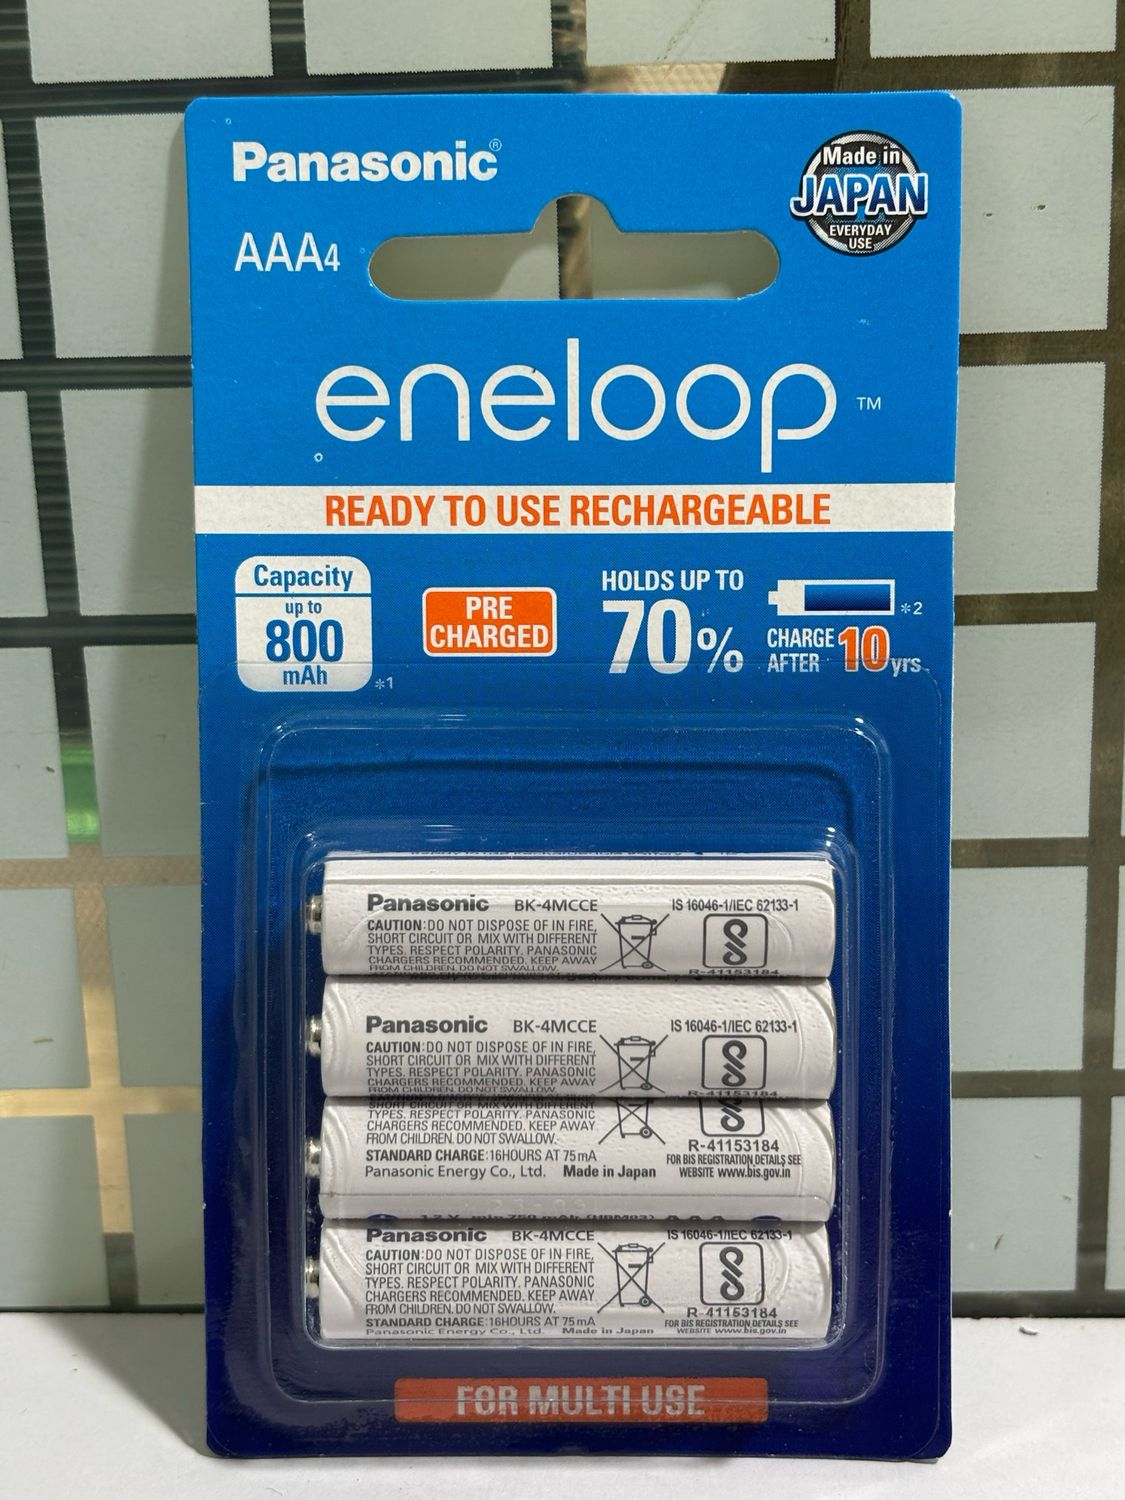 Panasonic®
Made in
JAPAN
EVERYDAY
USE
AAA4
eneloop™
READY TO USE RECHARGEABLE
Capacity
up to
800
mAh
*1
PRE
CHARGED
HOLDS UP TO
70%
*2
CHARGE
AFTER 10 yrs.
Panasonic BK-4MCCE
IS 16046-1/IEC 62133-1
CAUTION:DO NOT DISPOSE OF IN FIRE,
SHORT CIRCUIT OR MIX WITH DIFFERENT
TYPES. RESPECT POLARITY. PANASONIC
CHARGERS RECOMMENDED. KEEP AWAY
FROM CHILDREN. DO NOT SWALLOW.
R-41153184
Panasonic BK-4MCCE
IS 16046-1/IEC 62133-1
CAUTION:DO NOT DISPOSE OF IN FIRE,
SHORT CIRCUIT OR MIX WITH DIFFERENT
TYPES. RESPECT POLARITY. PANASONIC
CHARGERS RECOMMENDED. KEEP AWAY
FROM CHILDREN. DO NOT SWALLOW.
R-41153184
SHORT CIRCUIT OR MIX WITH DIFFERENT
TYPES. RESPECT POLARITY. PANASONIC
CHARGERS RECOMMENDED. KEEP AWAY
FROM CHILDREN. DO NOT SWALLOW.
STANDARD CHARGE:16HOURS AT 75mA
Panasonic Energy Co., Ltd. Made in Japan
R-41153184
FOR BIS REGISTRATION DETAILS SEE
WEBSITE www.bis.gov.in
Panasonic BK-4MCCE
IS 16046-1/IEC 62133-1
CAUTION:DO NOT DISPOSE OF IN FIRE,
SHORT CIRCUIT OR MIX WITH DIFFERENT
TYPES. RESPECT POLARITY. PANASONIC
CHARGERS RECOMMENDED. KEEP AWAY
FROM CHILDREN. DO NOT SWALLOW.
STANDARD CHARGE:16HOURS AT 75mA
Panasonic Energy Co., Ltd. Made in Japan
R-41153184
FOR BIS REGISTRATION DETAILS SEE
WEBSITE www.bis.gov.in
FOR MULTI USE